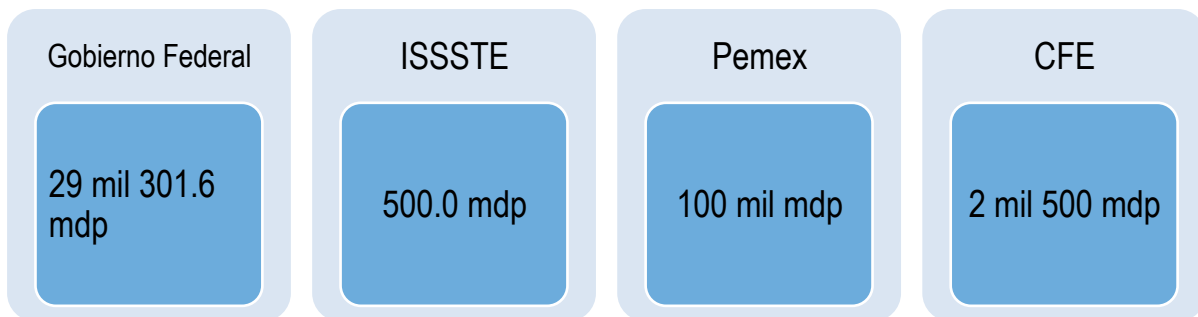 Gobierno Federal
29 mil 301.6
mdp
ISSSTE
500.0 mdp
Pemex
100 mil mdp
CFE
2 mil 500 mdp